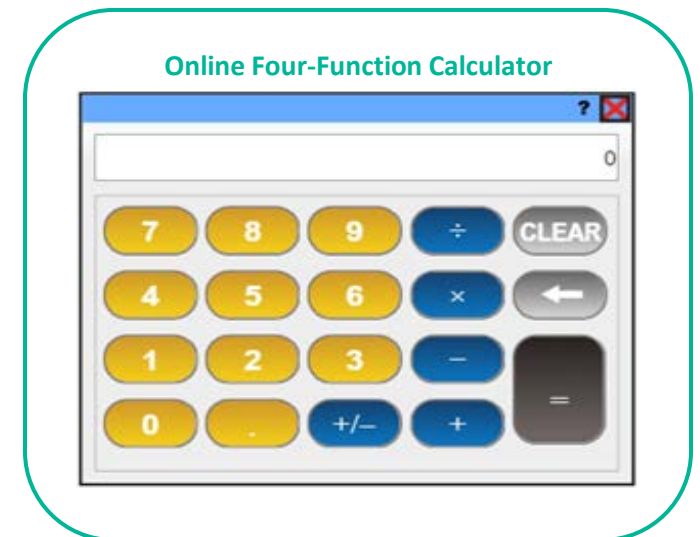 Online Four-Function Calculator
?
0
7 8 9 ÷ CLEAR
4 5 6 ×
1 2 3 −
0 . +/− + =